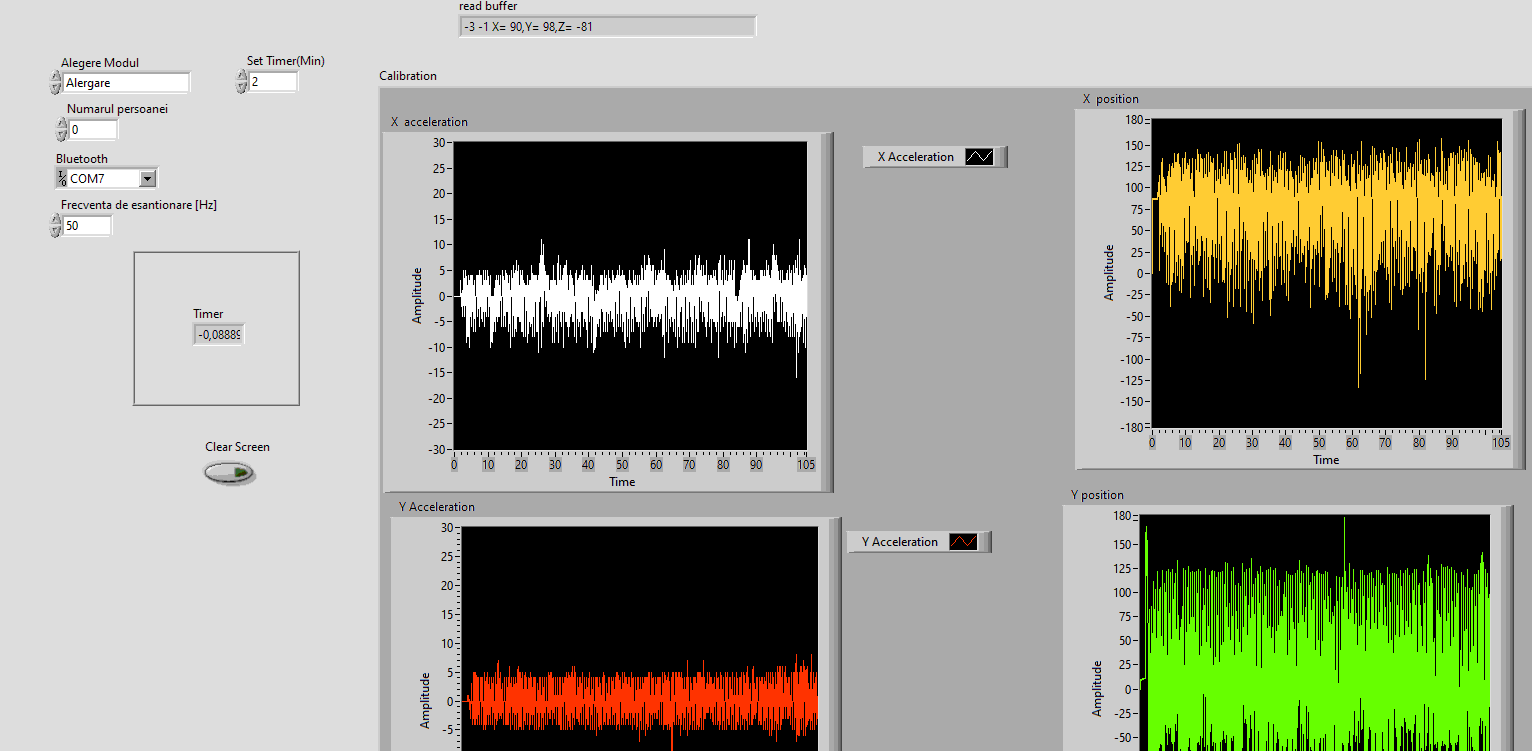 read buffer
-3 -1 X= 90,Y= 98,Z= -81
Alegere Modul
Alergare
Set Timer(Min)
2
Numarul persoanei
0
Bluetooth
COM7
Frecventa de esantionare [Hz]
50
Timer
-0,08889
Clear Screen
Calibration
X acceleration
30
25
20
15
10
5
0
-5
-10
-15
-20
-25
-30
Amplitude
0 10 20 30 40 50 60 70 80 90 105
Time
X Acceleration
X position
180
150
125
100
75
50
25
0
-25
-50
-75
-100
-125
-180
Amplitude
0 10 20 30 40 50 60 70 80 90 105
Time
Y Acceleration
30
25
20
15
10
5
0
-5
Amplitude
Y Acceleration
Y position
180
150
125
100
75
50
25
0
-25
-50
Amplitude